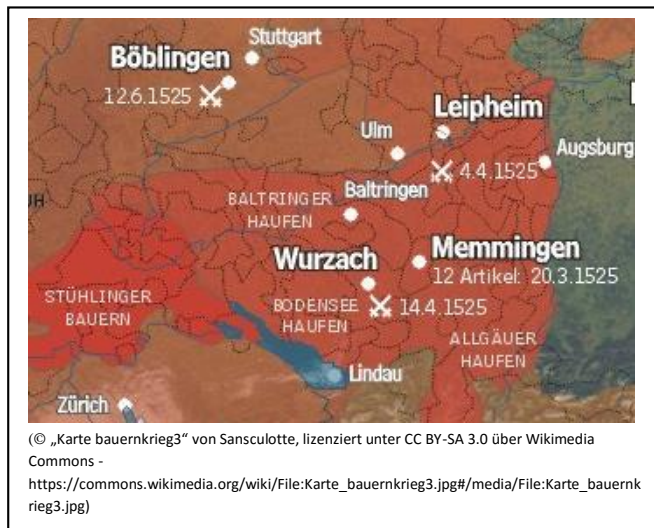 Stuttgart
Böblingen
12.6.1525
Leipheim
Ulm
4.4.1525
Augsburg
BALTRINGER
HAUFEN
Baltringen
Wurzach
Memmingen
12 Artikel: 20.3.1525
STÜHLINGER
BAUERN
BODENSEE
HAUFEN
14.4.1525
ALLGÄUER
HAUFEN
Lindau
Zürich
(© „Karte bauernkrieg3“ von Sansculotte, lizenziert unter CC BY-SA 3.0 über Wikimedia
Commons -
https://commons.wikimedia.org/wiki/File:Karte_bauernkrieg3.jpg#/media/File:Karte_bauernk
rieg3.jpg)